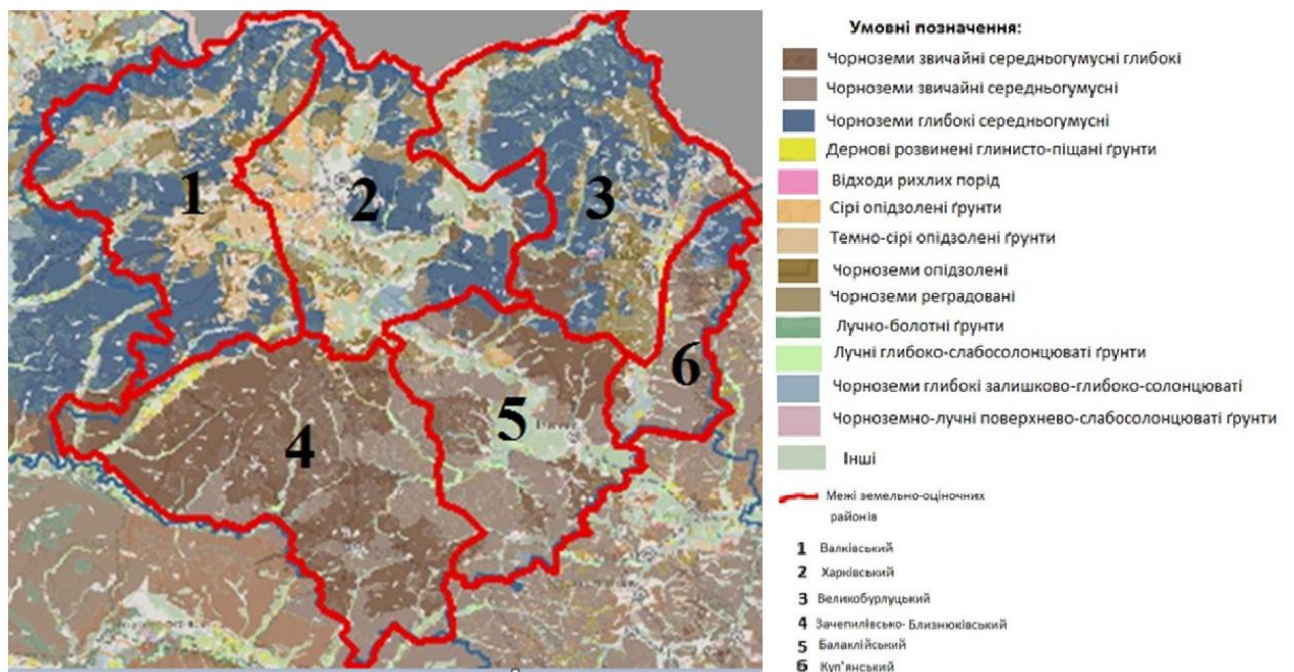 1
2
3
4
5
6
Умовні позначення:
Чорноземи звичайні середньогумусні глибокі
Чорноземи звичайні середньогумусні
Чорноземи глибокі середньогумусні
Дернові розвинені глинисто-піщані ґрунти
Відходи рихлих порід
Сірі опідзолені ґрунти
Темно-сірі опідзолені ґрунти
Чорноземи опідзолені
Чорноземи реградовані
Лучно-болотні ґрунти
Лучні глибоко-слабосолонцюваті ґрунти
Чорноземи глибокі залишково-глибоко-солонцюваті
Чорноземно-лучні поверхнево-слабосолонцюваті ґрунти
Інші
Межі земельно-оціночних
районів
1 Валківський
2 Харківський
3 Великобурлуцький
4 Зачепилівсько-Близнюківський
5 Балаклійський
6 Куп'янський